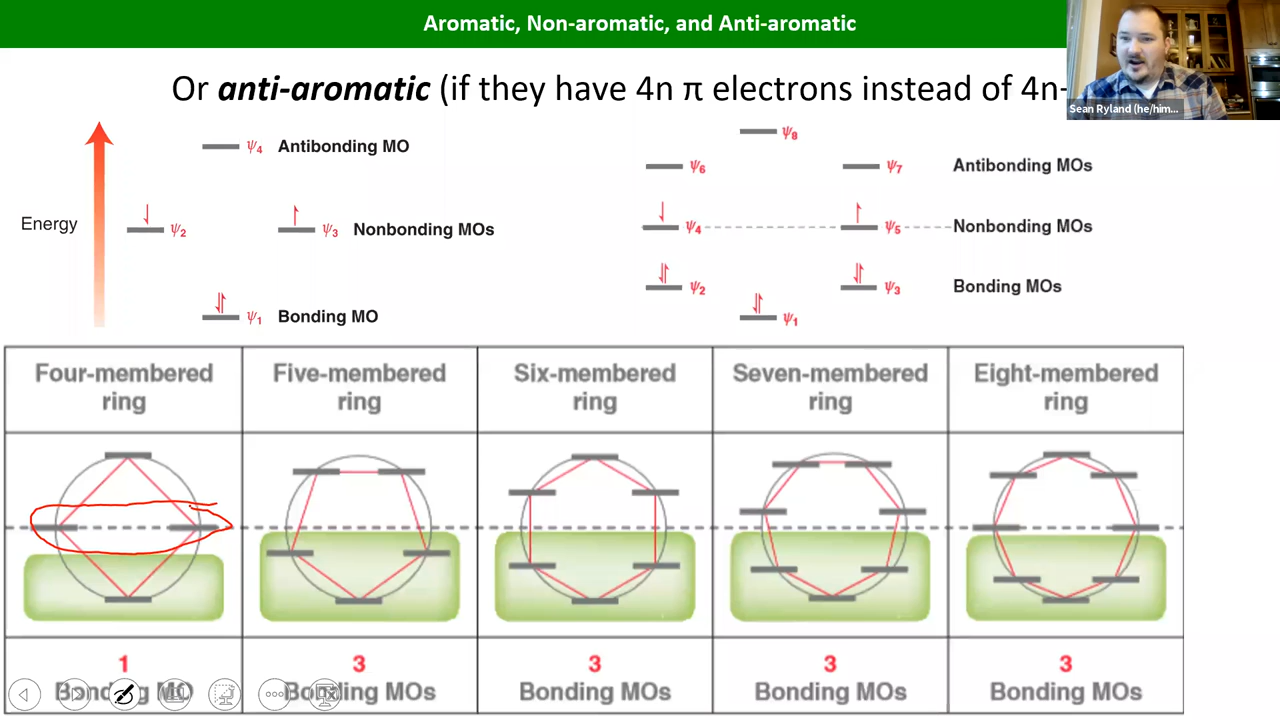 Aromatic, Non-aromatic, and Anti-aromatic
Or anti-aromatic (if they have 4n π electrons instead of 4n-
Sean Ryland (he/him...
ψ4 Antibonding MO
Energy
ψ2
ψ3 Nonbonding MOs
ψ1 Bonding MO
ψ8
ψ6
ψ7 Antibonding MOs
ψ4
ψ5 Nonbonding MOs
ψ2
ψ3 Bonding MOs
ψ1
Four-membered
ring
Five-membered
ring
Six-membered
ring
Seven-membered
ring
Eight-membered
ring
1
Bonding MO
3
Bonding MOs
3
Bonding MOs
3
Bonding MOs
3
Bonding MOs